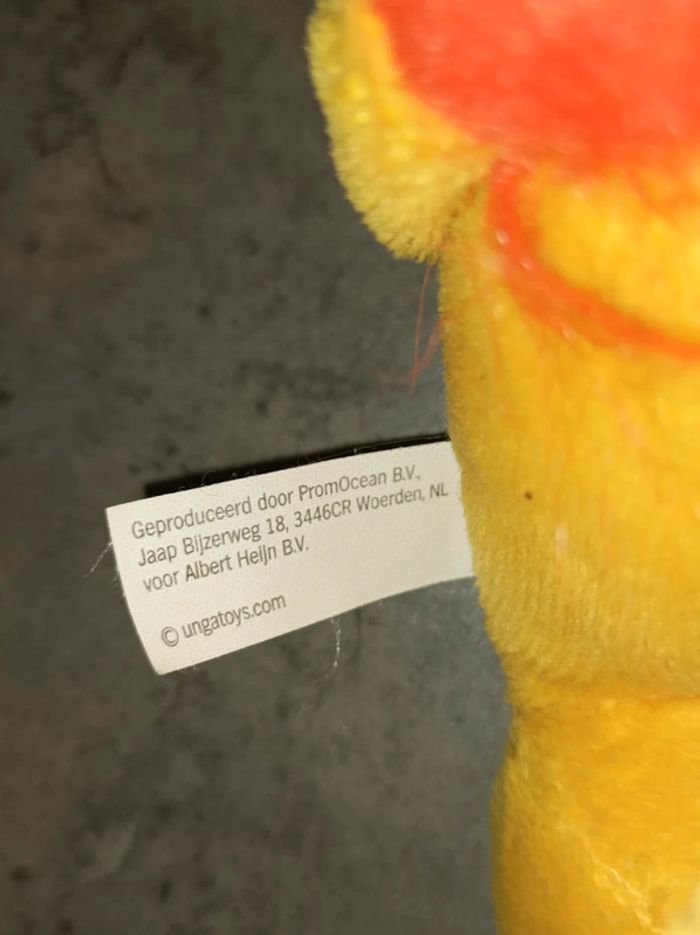 Geproduceerd door PromOcean B.V.,
Jaap Bijzerweg 18, 3446CR Woerden, NL
voor Albert Heijn B.V.
© ungatoys.com